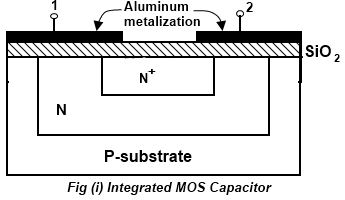 1 Aluminum 2
metalization
SiO2
N+
N
P-substrate
Fig (i) Integrated MOS Capacitor